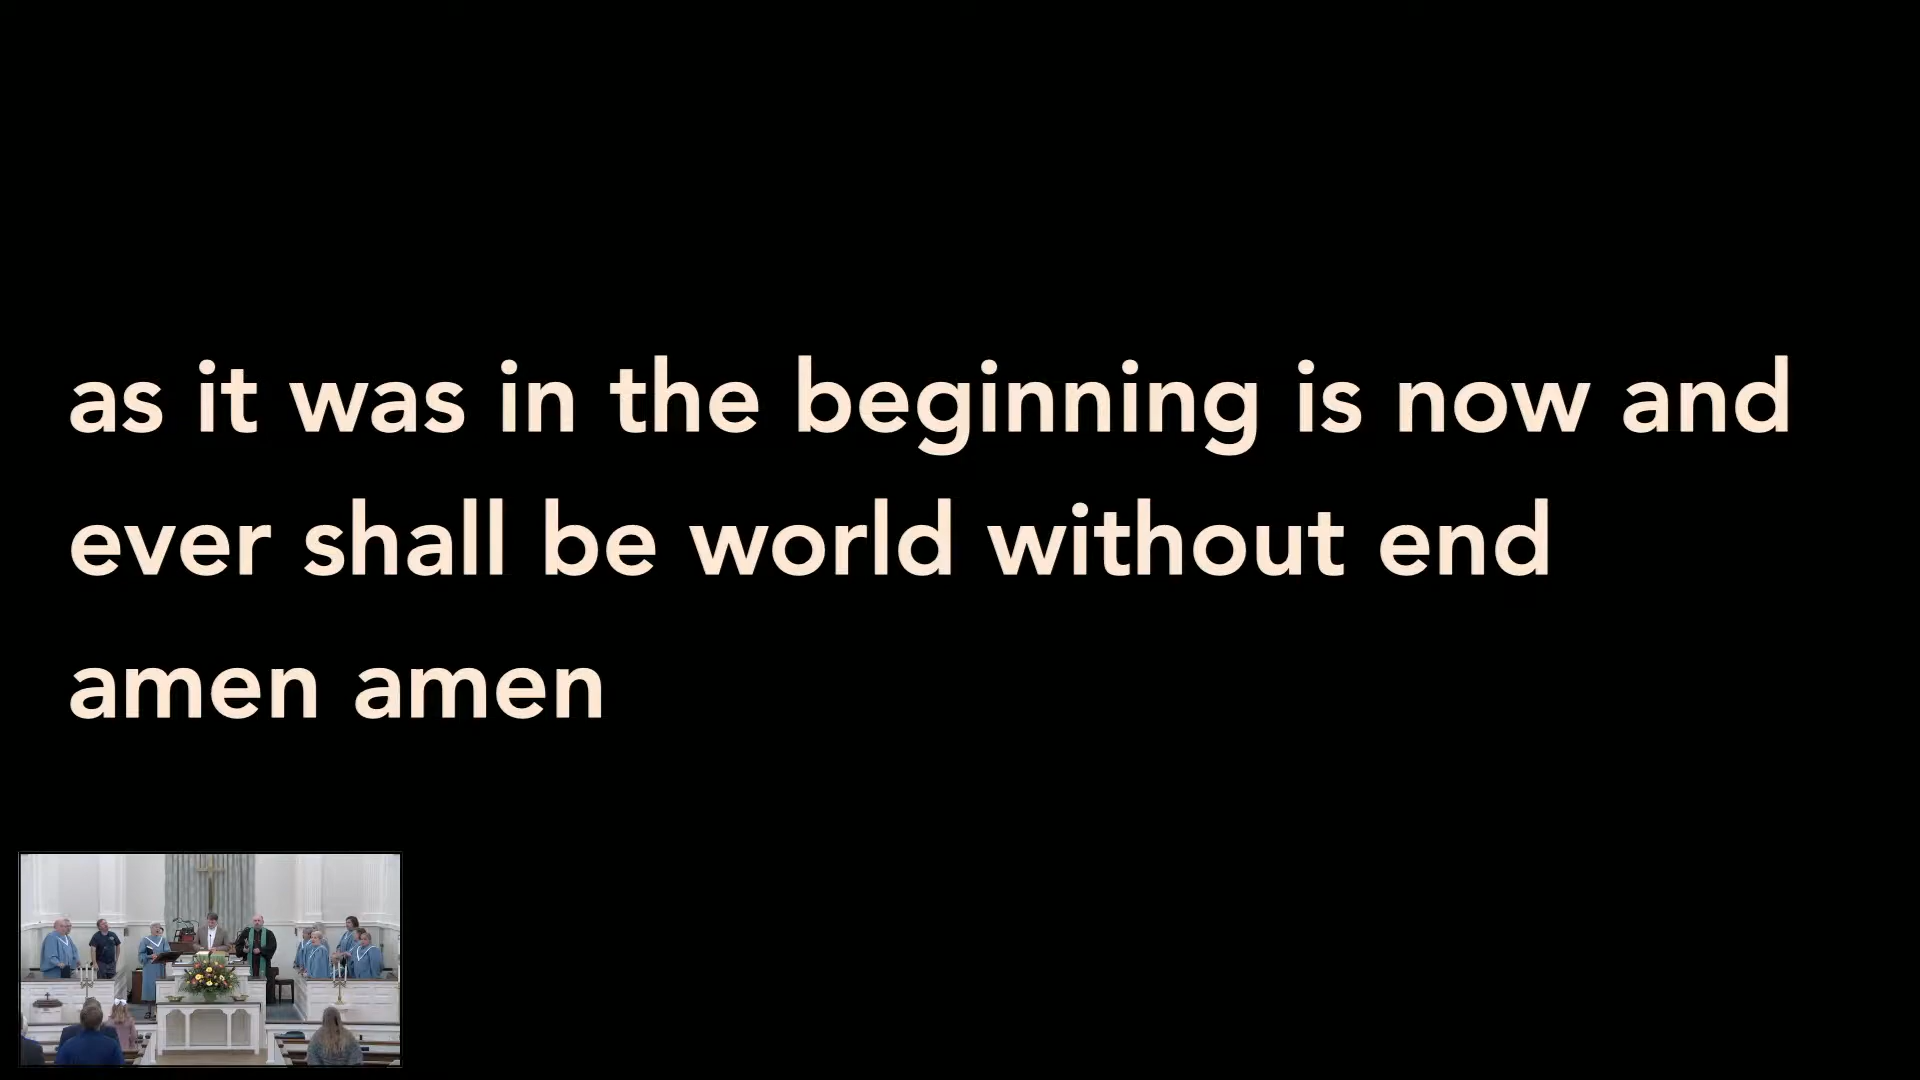 as it was in the beginning is now and
ever shall be world without end
amen amen